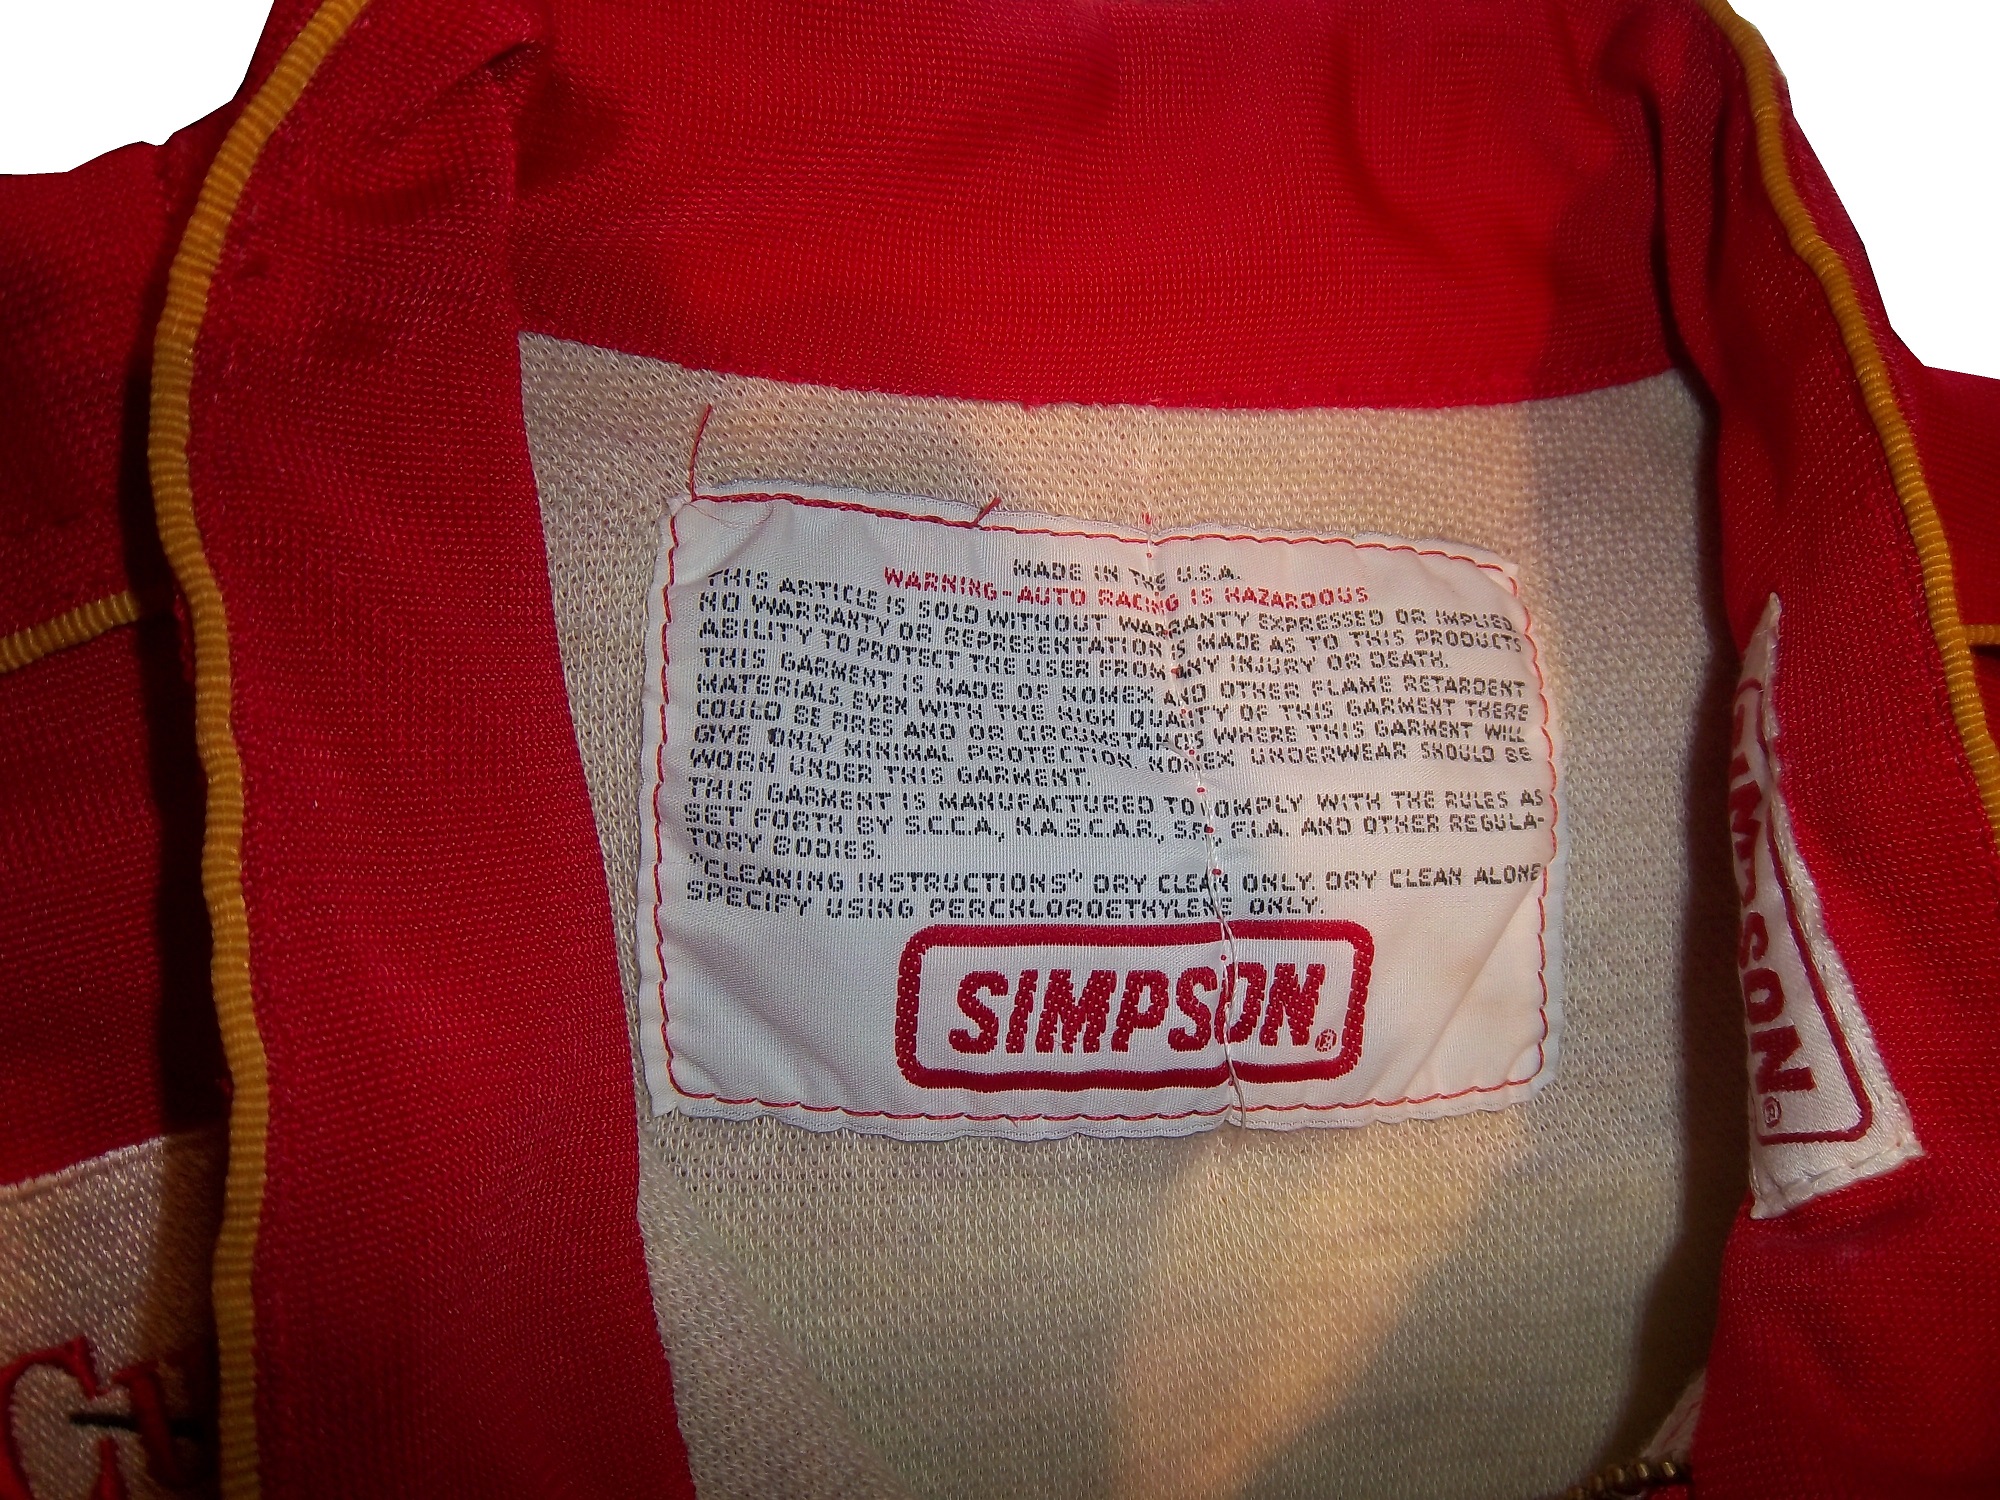 MADE IN THE U.S.A.
WARNING-AUTO RACING IS HAZARDOUS
THIS ARTICLE IS SOLD WITHOUT WARRANTY EXPRESSED OR IMPLIED.
NO WARRANTY OR REPRESENTATION IS MADE AS TO THIS PRODUCTS
ABILITY TO PROTECT THE USER FROM ANY INJURY OR DEATH.
THIS GARMENT IS MADE OF NOMEX AND OTHER FLAME RETARDENT
MATERIALS, EVEN WITH THE HIGH QUALITY OF THIS GARMENT THERE
COULD BE FIRES AND OR CIRCUMSTANCES WHERE THIS GARMENT WILL
GIVE ONLY MINIMAL PROTECTION. NOMEX UNDERWEAR SHOULD BE
WORN UNDER THIS GARMENT.
THIS GARMENT IS MANUFACTURED TO COMPLY WITH THE RULES AS
SET FORTH BY S.C.C.A., N.A.S.C.A.R., F.I.A. AND OTHER REGULA-
TORY BODIES.
"CLEANING INSTRUCTIONS" DRY CLEAN ONLY. DRY CLEAN ALONE
SPECIFY USING PERCHLOROETHYLENE ONLY.
SIMPSON®
SIMPSON®